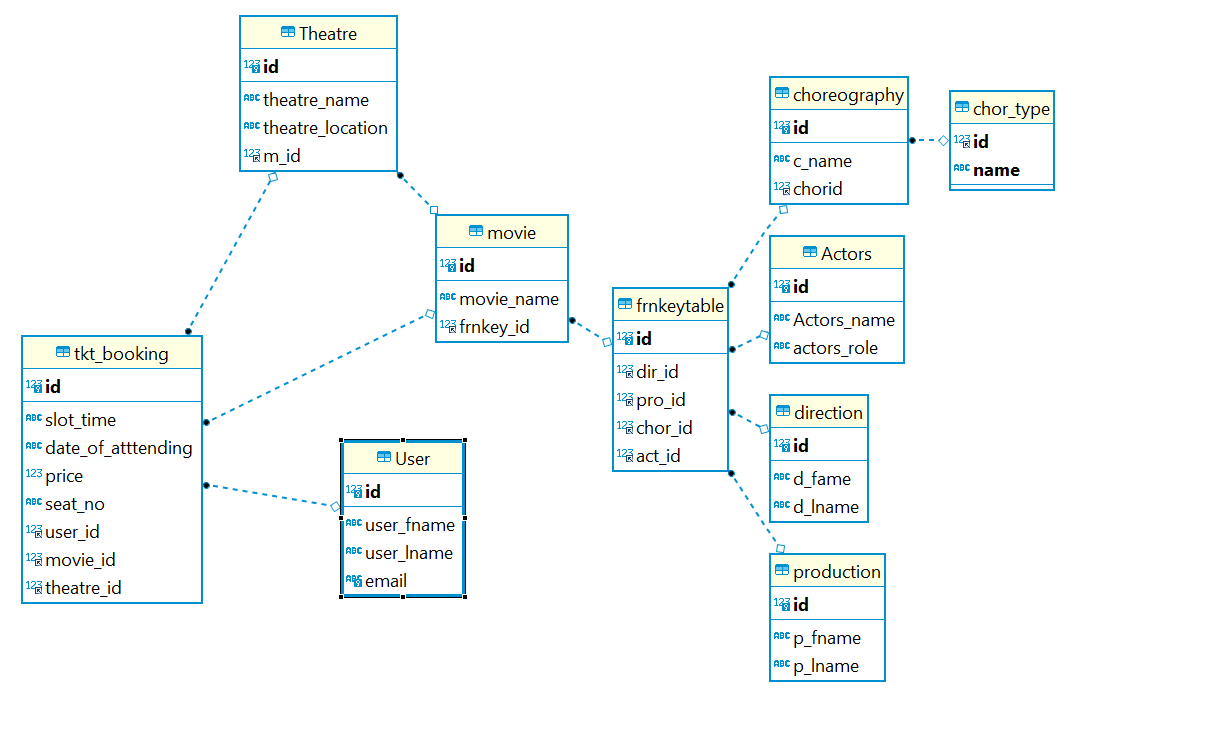 Theatre
id
theatre_name
theatre_location
m_id
choreography
id
c_name
chorid
chor_type
id
name
movie
id
movie_name
frnkey_id
Actors
id
Actors_name
actors_role
frnkeytable
id
dir_id
pro_id
chor_id
act_id
tkt_booking
id
slot_time
date_of_atttending
price
seat_no
user_id
movie_id
theatre_id
User
id
user_fname
user_lname
email
direction
id
d_fame
d_lname
production
id
p_fname
p_lname